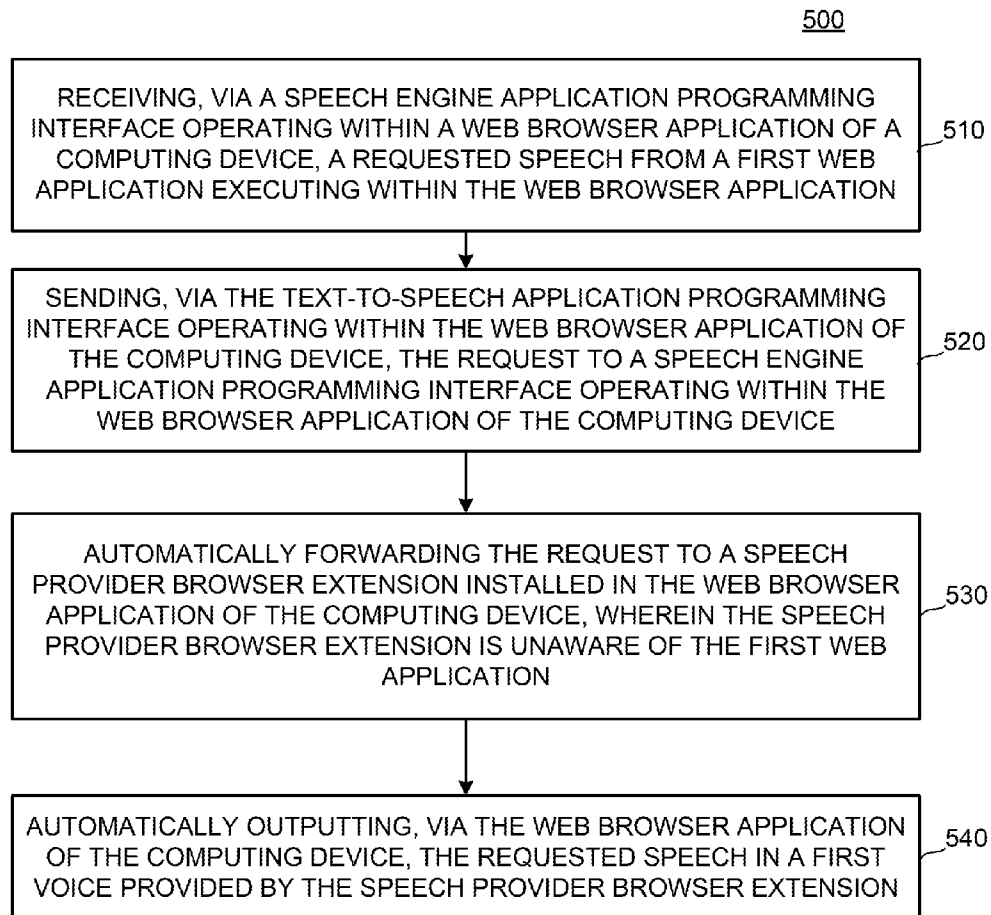 500
RECEIVING, VIA A SPEECH ENGINE APPLICATION PROGRAMMING
INTERFACE OPERATING WITHIN A WEB BROWSER APPLICATION OF A
COMPUTING DEVICE, A REQUESTED SPEECH FROM A FIRST WEB
APPLICATION EXECUTING WITHIN THE WEB BROWSER APPLICATION
510
SENDING, VIA THE TEXT-TO-SPEECH APPLICATION PROGRAMMING
INTERFACE OPERATING WITHIN THE WEB BROWSER APPLICATION OF
THE COMPUTING DEVICE, THE REQUEST TO A SPEECH ENGINE
APPLICATION PROGRAMMING INTERFACE OPERATING WITHIN THE
WEB BROWSER APPLICATION OF THE COMPUTING DEVICE
520
AUTOMATICALLY FORWARDING THE REQUEST TO A SPEECH
PROVIDER BROWSER EXTENSION INSTALLED IN THE WEB BROWSER
APPLICATION OF THE COMPUTING DEVICE, WHEREIN THE SPEECH
PROVIDER BROWSER EXTENSION IS UNAWARE OF THE FIRST WEB
APPLICATION
530
AUTOMATICALLY OUTPUTTING, VIA THE WEB BROWSER APPLICATION
OF THE COMPUTING DEVICE, THE REQUESTED SPEECH IN A FIRST
VOICE PROVIDED BY THE SPEECH PROVIDER BROWSER EXTENSION
540